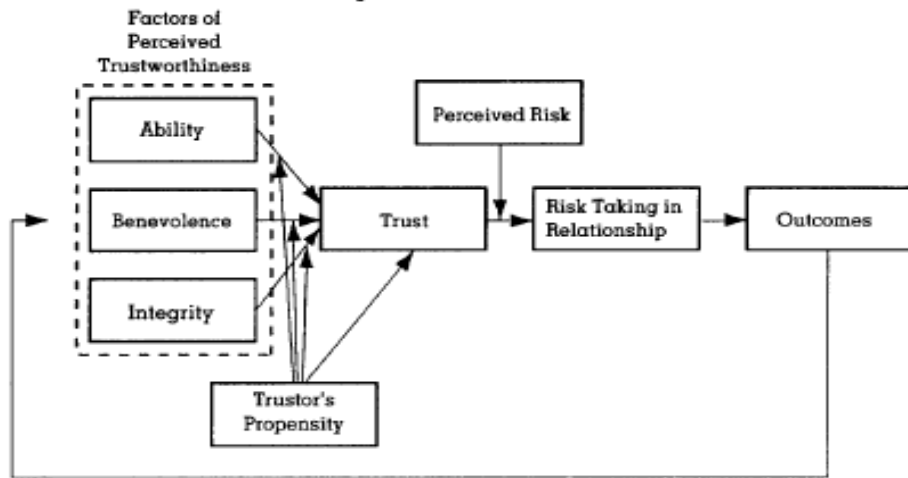 Factors of
Perceived
Trustworthiness
Ability
Benevolence
Integrity
Trustor's
Propensity
Trust
Perceived Risk
Risk Taking in
Relationship
Outcomes